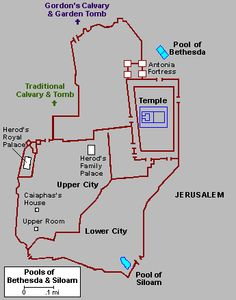 Gordon's Calvary
& Garden Tomb
Pool of
Bethesda
Antonia
Fortress
Traditional
Calvary & Tomb
Temple
Herod's
Royal
Palace
Herod's
Family
Palace
Upper City
Caiaphas's
House
JERUSALEM
Upper Room
Lower City
Pools of
Bethesda & Siloam
0 .1 mi
Pool of
Siloam